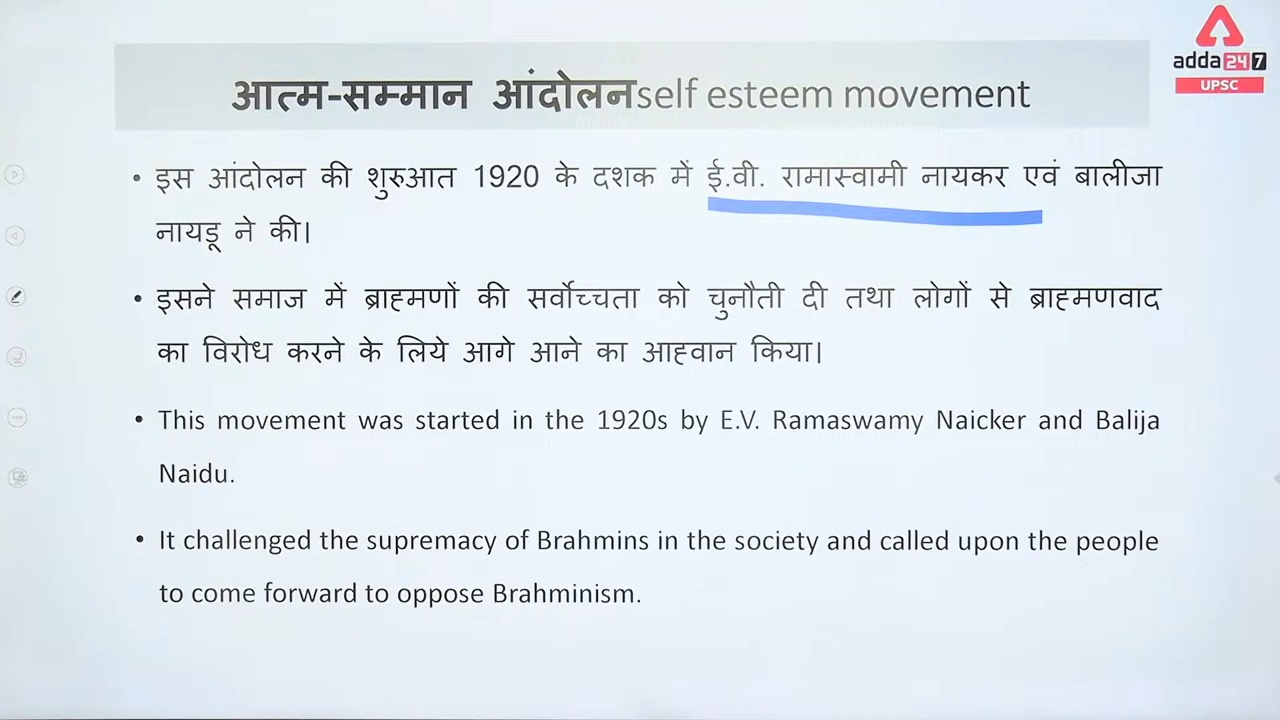 adda247
UPSC
आत्म-सम्मान आंदोलनself esteem movement
• इस आंदोलन की शुरुआत 1920 के दशक में ई.वी. रामास्वामी नायकर एवं बालीजा
नायडू ने की।
• इसने समाज में ब्राह्मणों की सर्वोच्चता को चुनौती दी तथा लोगों से ब्राह्मणवाद
का विरोध करने के लिये आगे आने का आह्वान किया।
• This movement was started in the 1920s by E.V. Ramaswamy Naicker and Balija
Naidu.
• It challenged the supremacy of Brahmins in the society and called upon the people
to come forward to oppose Brahminism.